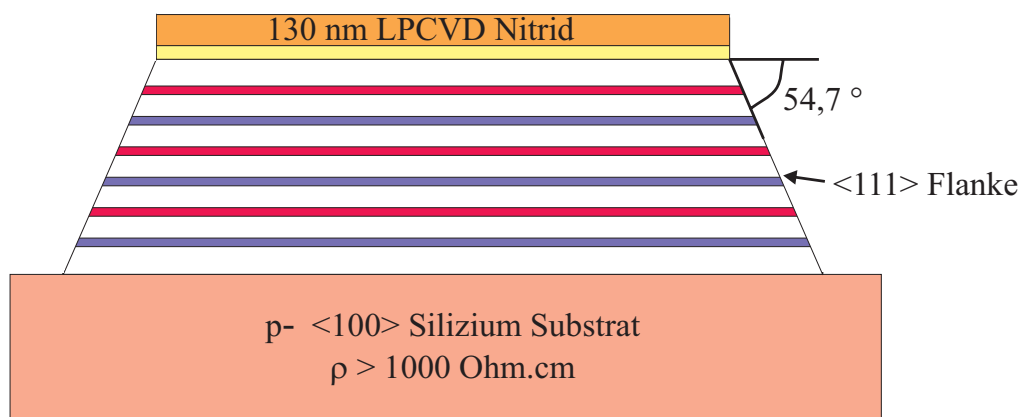 130 nm LPCVD Nitrid
54,7 °
<111> Flanke
p- <100> Silizium Substrat
ρ > 1000 Ohm.cm